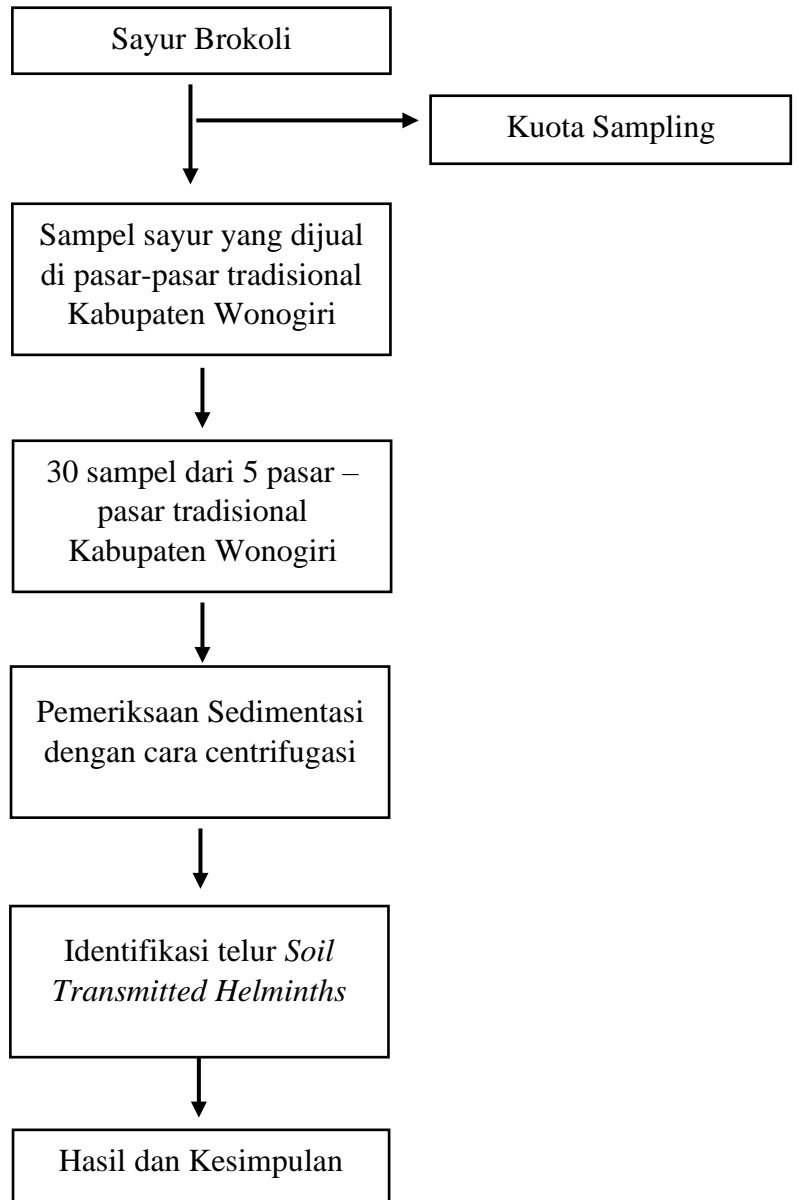 Sayur Brokoli
Kuota Sampling
Sampel sayur yang dijual
di pasar-pasar tradisional
Kabupaten Wonogiri
30 sampel dari 5 pasar –
pasar tradisional
Kabupaten Wonogiri
Pemeriksaan Sedimentasi
dengan cara centrifugasi
Identifikasi telur Soil
Transmitted Helminths
Hasil dan Kesimpulan